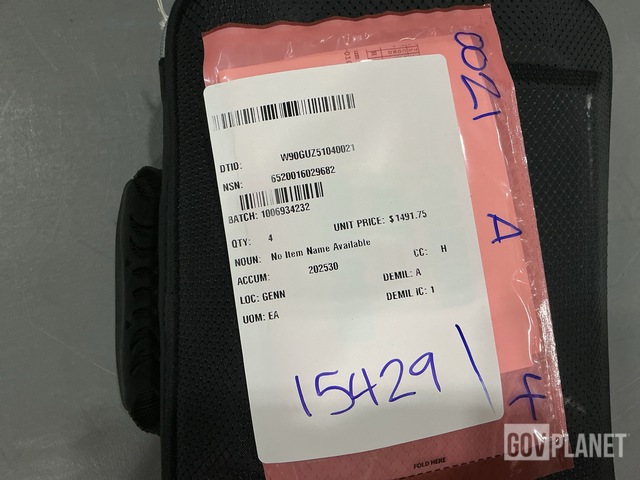 0021
DTID: W90GUZ51040021
NSN: 6520016029682
BATCH: 1006934232
QTY: 4 UNIT PRICE: $1491.75
NOUN: No Item Name Available
ACCUM: 202530 CC: H
LOC: GENN DEMIL: A
UOM: EA DEMIL IC: 1
A
154291
4
FOLD HERE
GOVPLANET